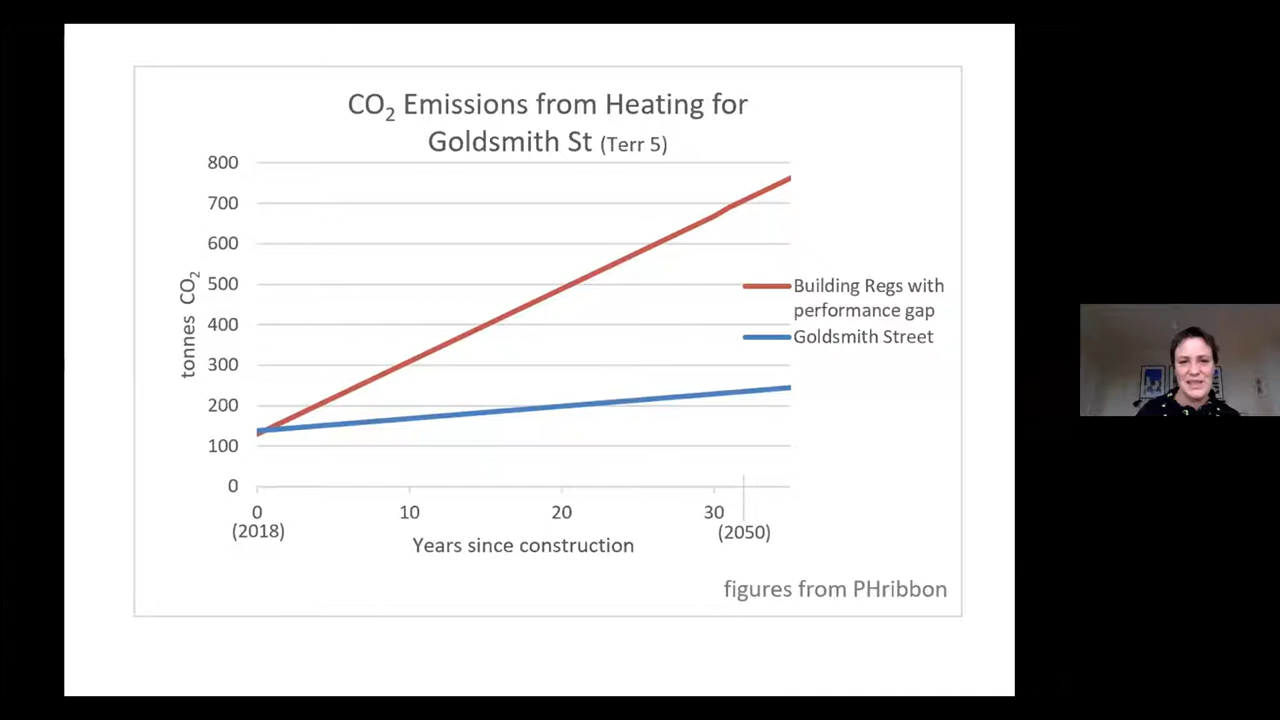 CO₂ Emissions from Heating for
Goldsmith St (Terr 5)
800
700
600
500
400
300
200
100
0
tonnes CO₂
Building Regs with
performance gap
Goldsmith Street
0 10 20 30
(2018) (2050)
Years since construction
figures from PHribbon